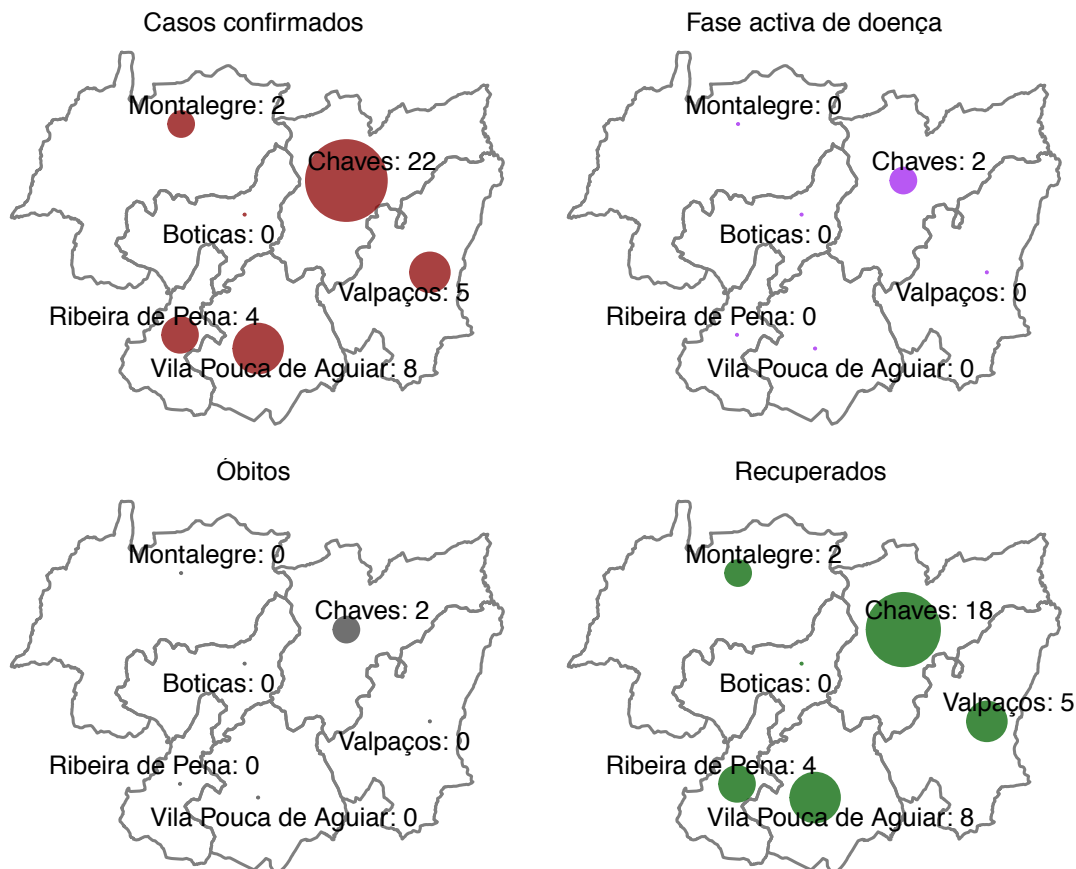 Casos confirmados
Montalegre: 2
Chaves: 22
Boticas: 0
Valpaços: 5
Ribeira de Pena: 4
Vila Pouca de Aguiar: 8
Fase activa de doença
Montalegre: 0
Chaves: 2
Boticas: 0
Valpaços: 0
Ribeira de Pena: 0
Vila Pouca de Aguiar: 0
Óbitos
Montalegre: 0
Chaves: 2
Boticas: 0
Valpaços: 0
Ribeira de Pena: 0
Vila Pouca de Aguiar: 0
Recuperados
Montalegre: 2
Chaves: 18
Boticas: 0
Valpaços: 5
Ribeira de Pena: 4
Vila Pouca de Aguiar: 8